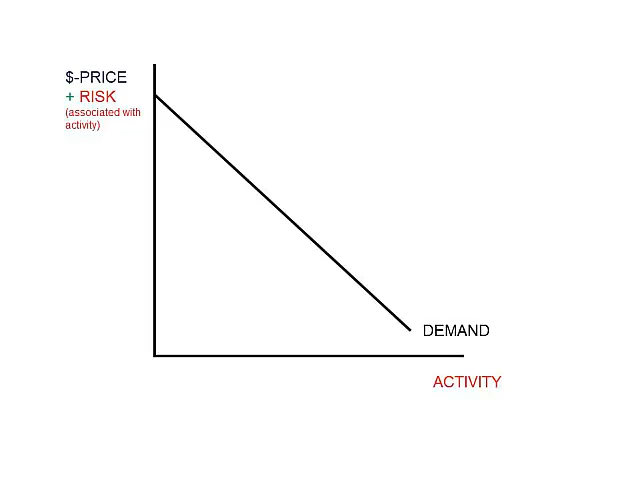 $-PRICE
+ RISK
(associated with
activity)
DEMAND
ACTIVITY